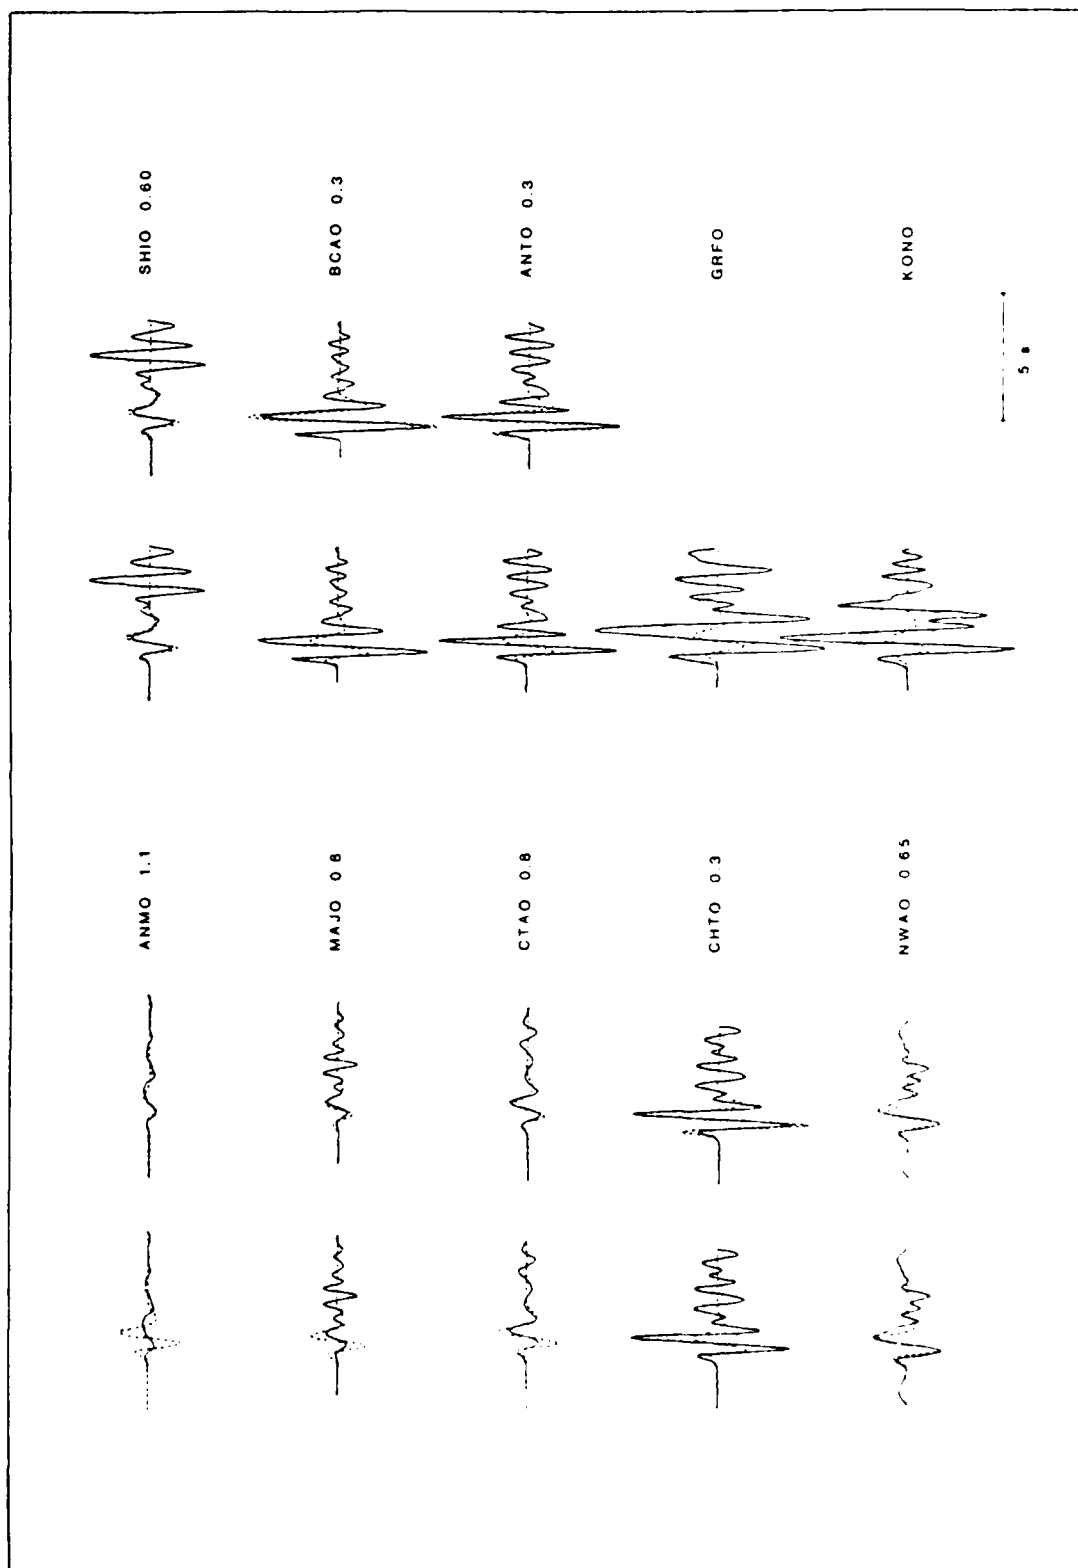 ANMO 1.1
MAJO 0.8
CTAO 0.8
CHTO 0.3
NWAO 0.65
SHIO 0.60
BCAO 0.3
ANTO 0.3
GRFO
KONO
5 s